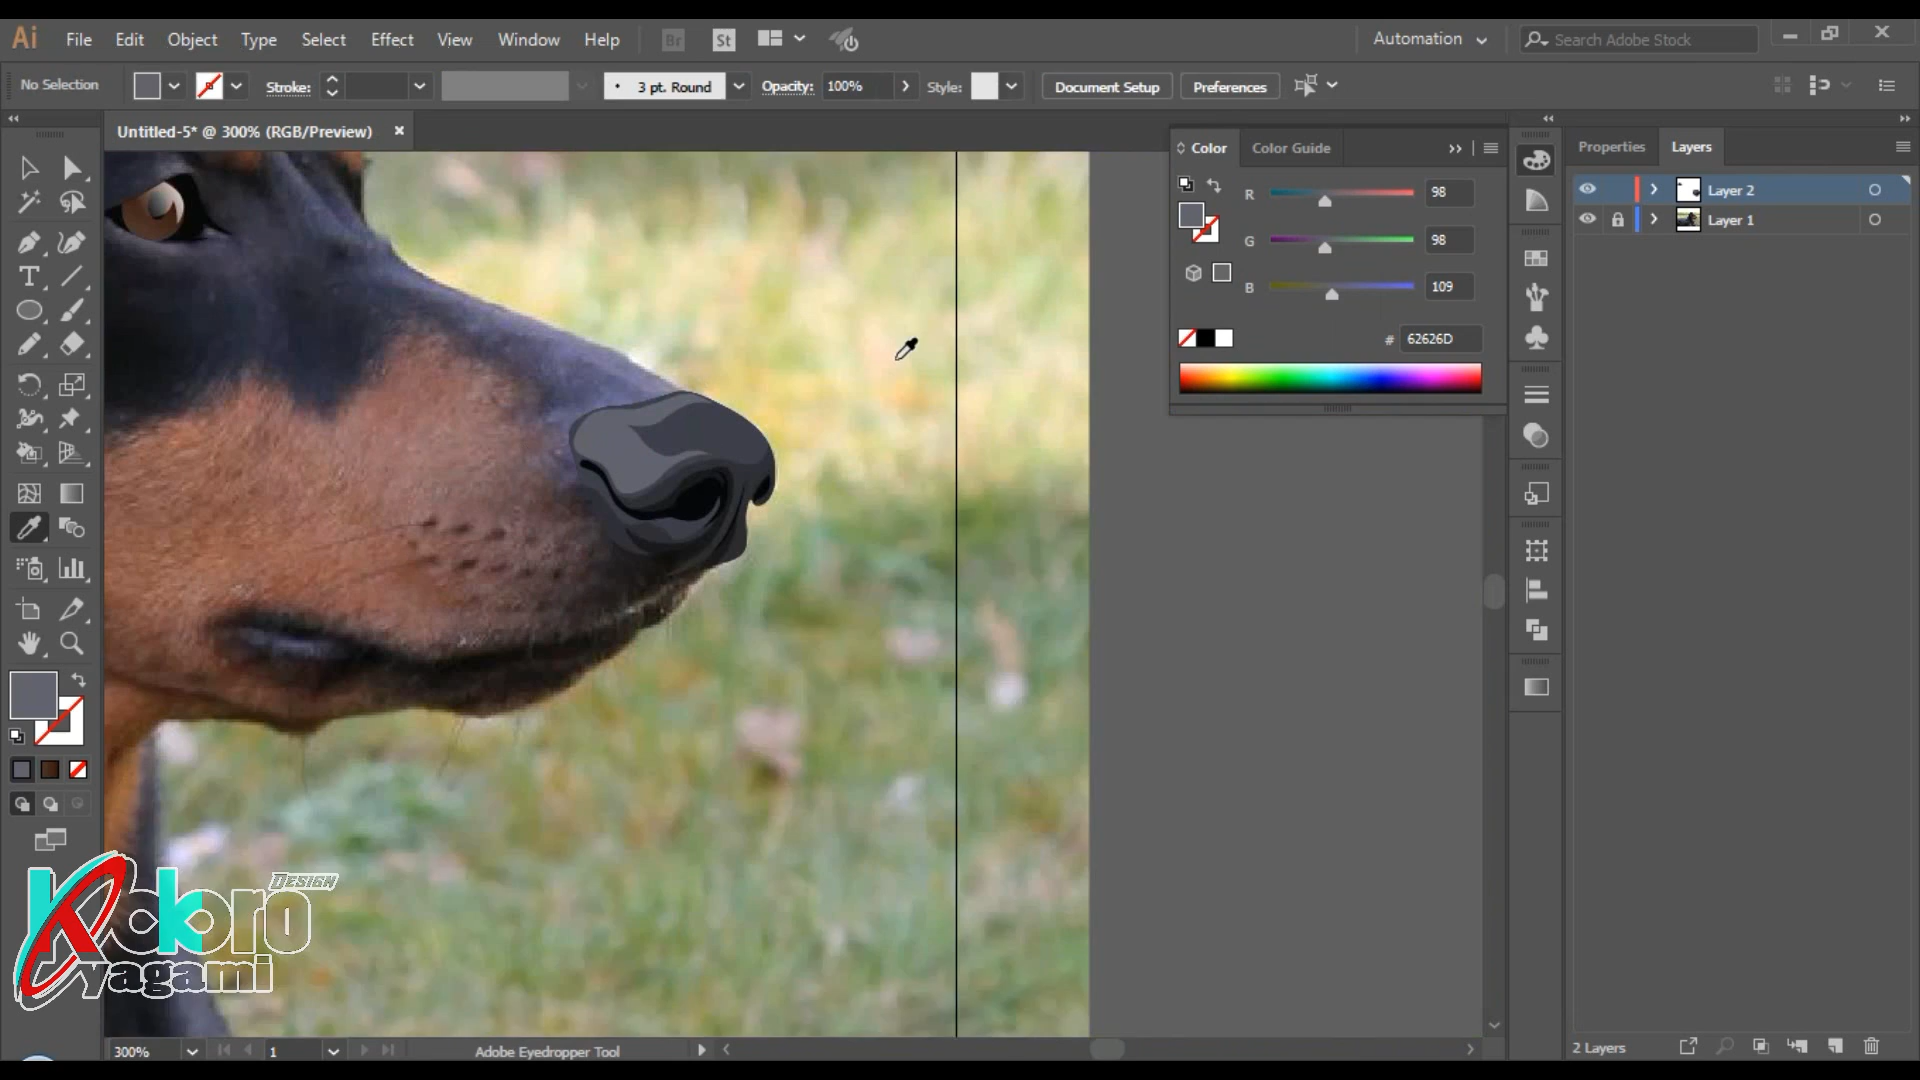 Ai File Edit Object Type Select Effect View Window Help Br St Automation Search Adobe Stock
No Selection Stroke: 3 pt. Round Opacity: 100% Style: Document Setup Preferences
Untitled-5* @ 300% (RGB/Preview)
Color Color Guide
R 98
G 98
B 109
# 62626D
Properties Layers
Layer 2
Layer 1
Design
Kokoro
yagami
300% 1 Adobe Eyedropper Tool
2 Layers